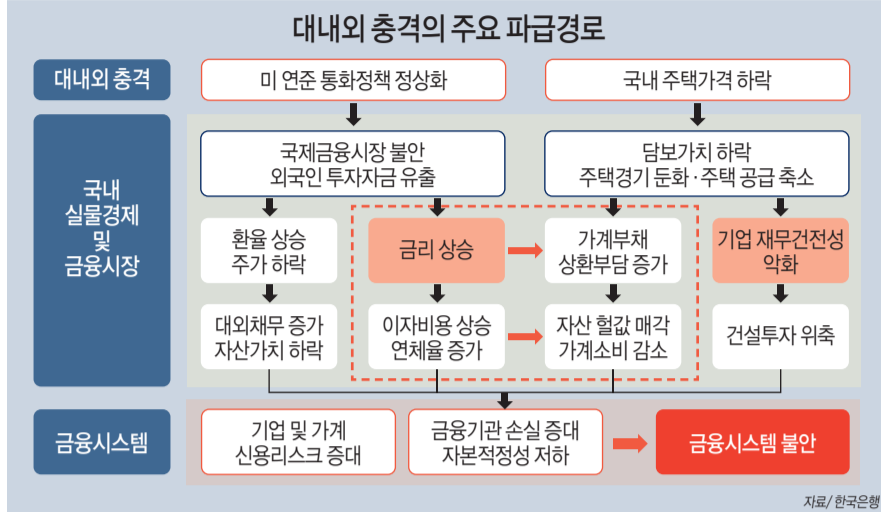 대내외 충격의 주요 파급경로
대내외 충격
미 연준 통화정책 정상화
국내 주택가격 하락
국내
실물경제
및
금융시장
국제금융시장 불안
외국인 투자자금 유출
담보가치 하락
주택경기 둔화·주택 공급 축소
환율 상승
주가 하락
금리 상승
가계부채
상환부담 증가
기업 재무건전성
악화
대외채무 증가
자산가치 하락
이자비용 상승
연체율 증가
자산 헐값 매각
가계소비 감소
건설투자 위축
금융시스템
기업 및 가계
신용리스크 증대
금융기관 손실 증대
자본적정성 저하
금융시스템 불안
자료/ 한국은행